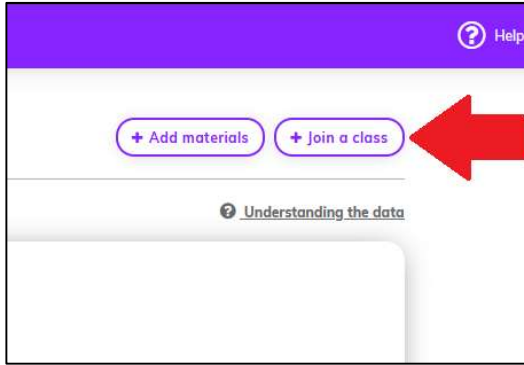 Help
+ Add materials + Join a class
Understanding the data